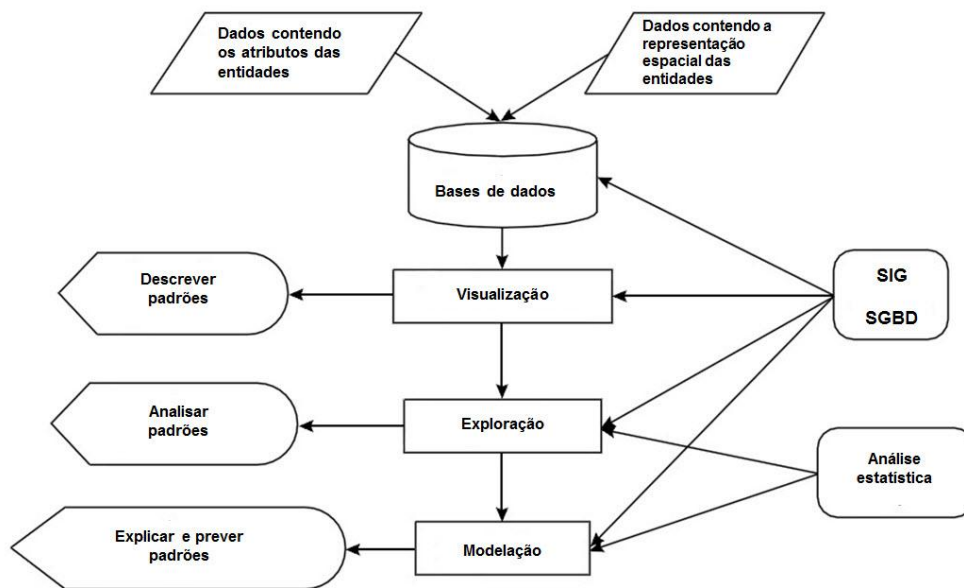 Dados contendo
os atributos das
entidades
Dados contendo a
representação
espacial das
entidades
Bases de dados
Descrever
padrões
Visualização
SIG
SGBD
Analisar
padrões
Exploração
Análise
estatística
Explicar e prever
padrões
Modelação